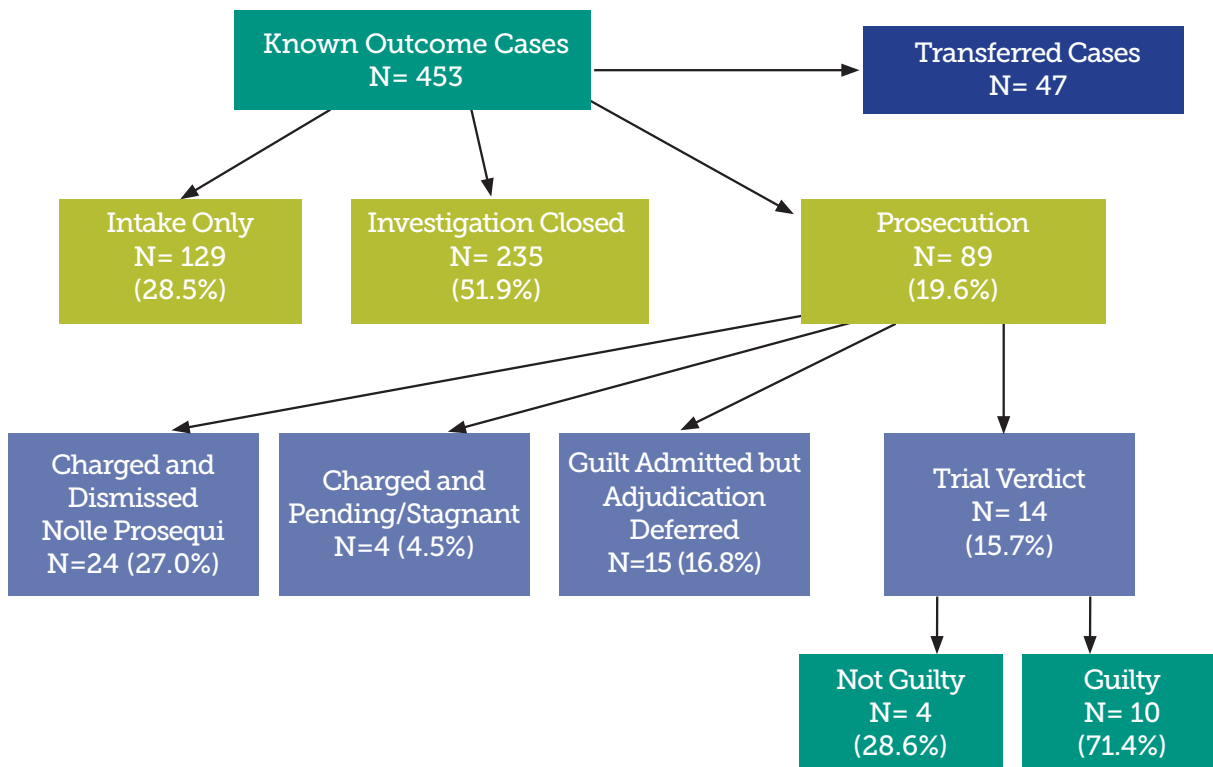 Known Outcome Cases
N= 453
Transferred Cases
N= 47
Intake Only
N= 129
(28.5%)
Investigation Closed
N= 235
(51.9%)
Prosecution
N= 89
(19.6%)
Charged and
Dismissed
Nolle Prosequi
N=24 (27.0%)
Charged and
Pending/Stagnant
N=4 (4.5%)
Guilt Admitted but
Adjudication
Deferred
N=15 (16.8%)
Trial Verdict
N= 14
(15.7%)
Not Guilty
N= 4
(28.6%)
Guilty
N= 10
(71.4%)